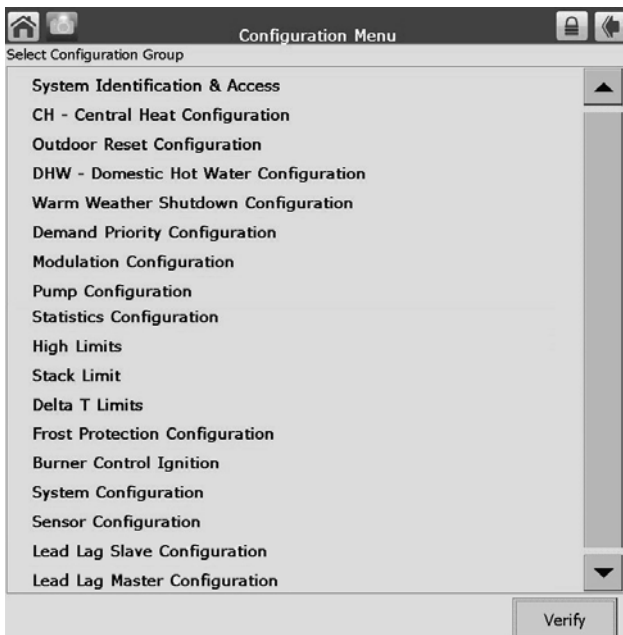 Configuration Menu
Select Configuration Group
System Identification & Access
CH - Central Heat Configuration
Outdoor Reset Configuration
DHW - Domestic Hot Water Configuration
Warm Weather Shutdown Configuration
Demand Priority Configuration
Modulation Configuration
Pump Configuration
Statistics Configuration
High Limits
Stack Limit
Delta T Limits
Frost Protection Configuration
Burner Control Ignition
System Configuration
Sensor Configuration
Lead Lag Slave Configuration
Lead Lag Master Configuration
Verify